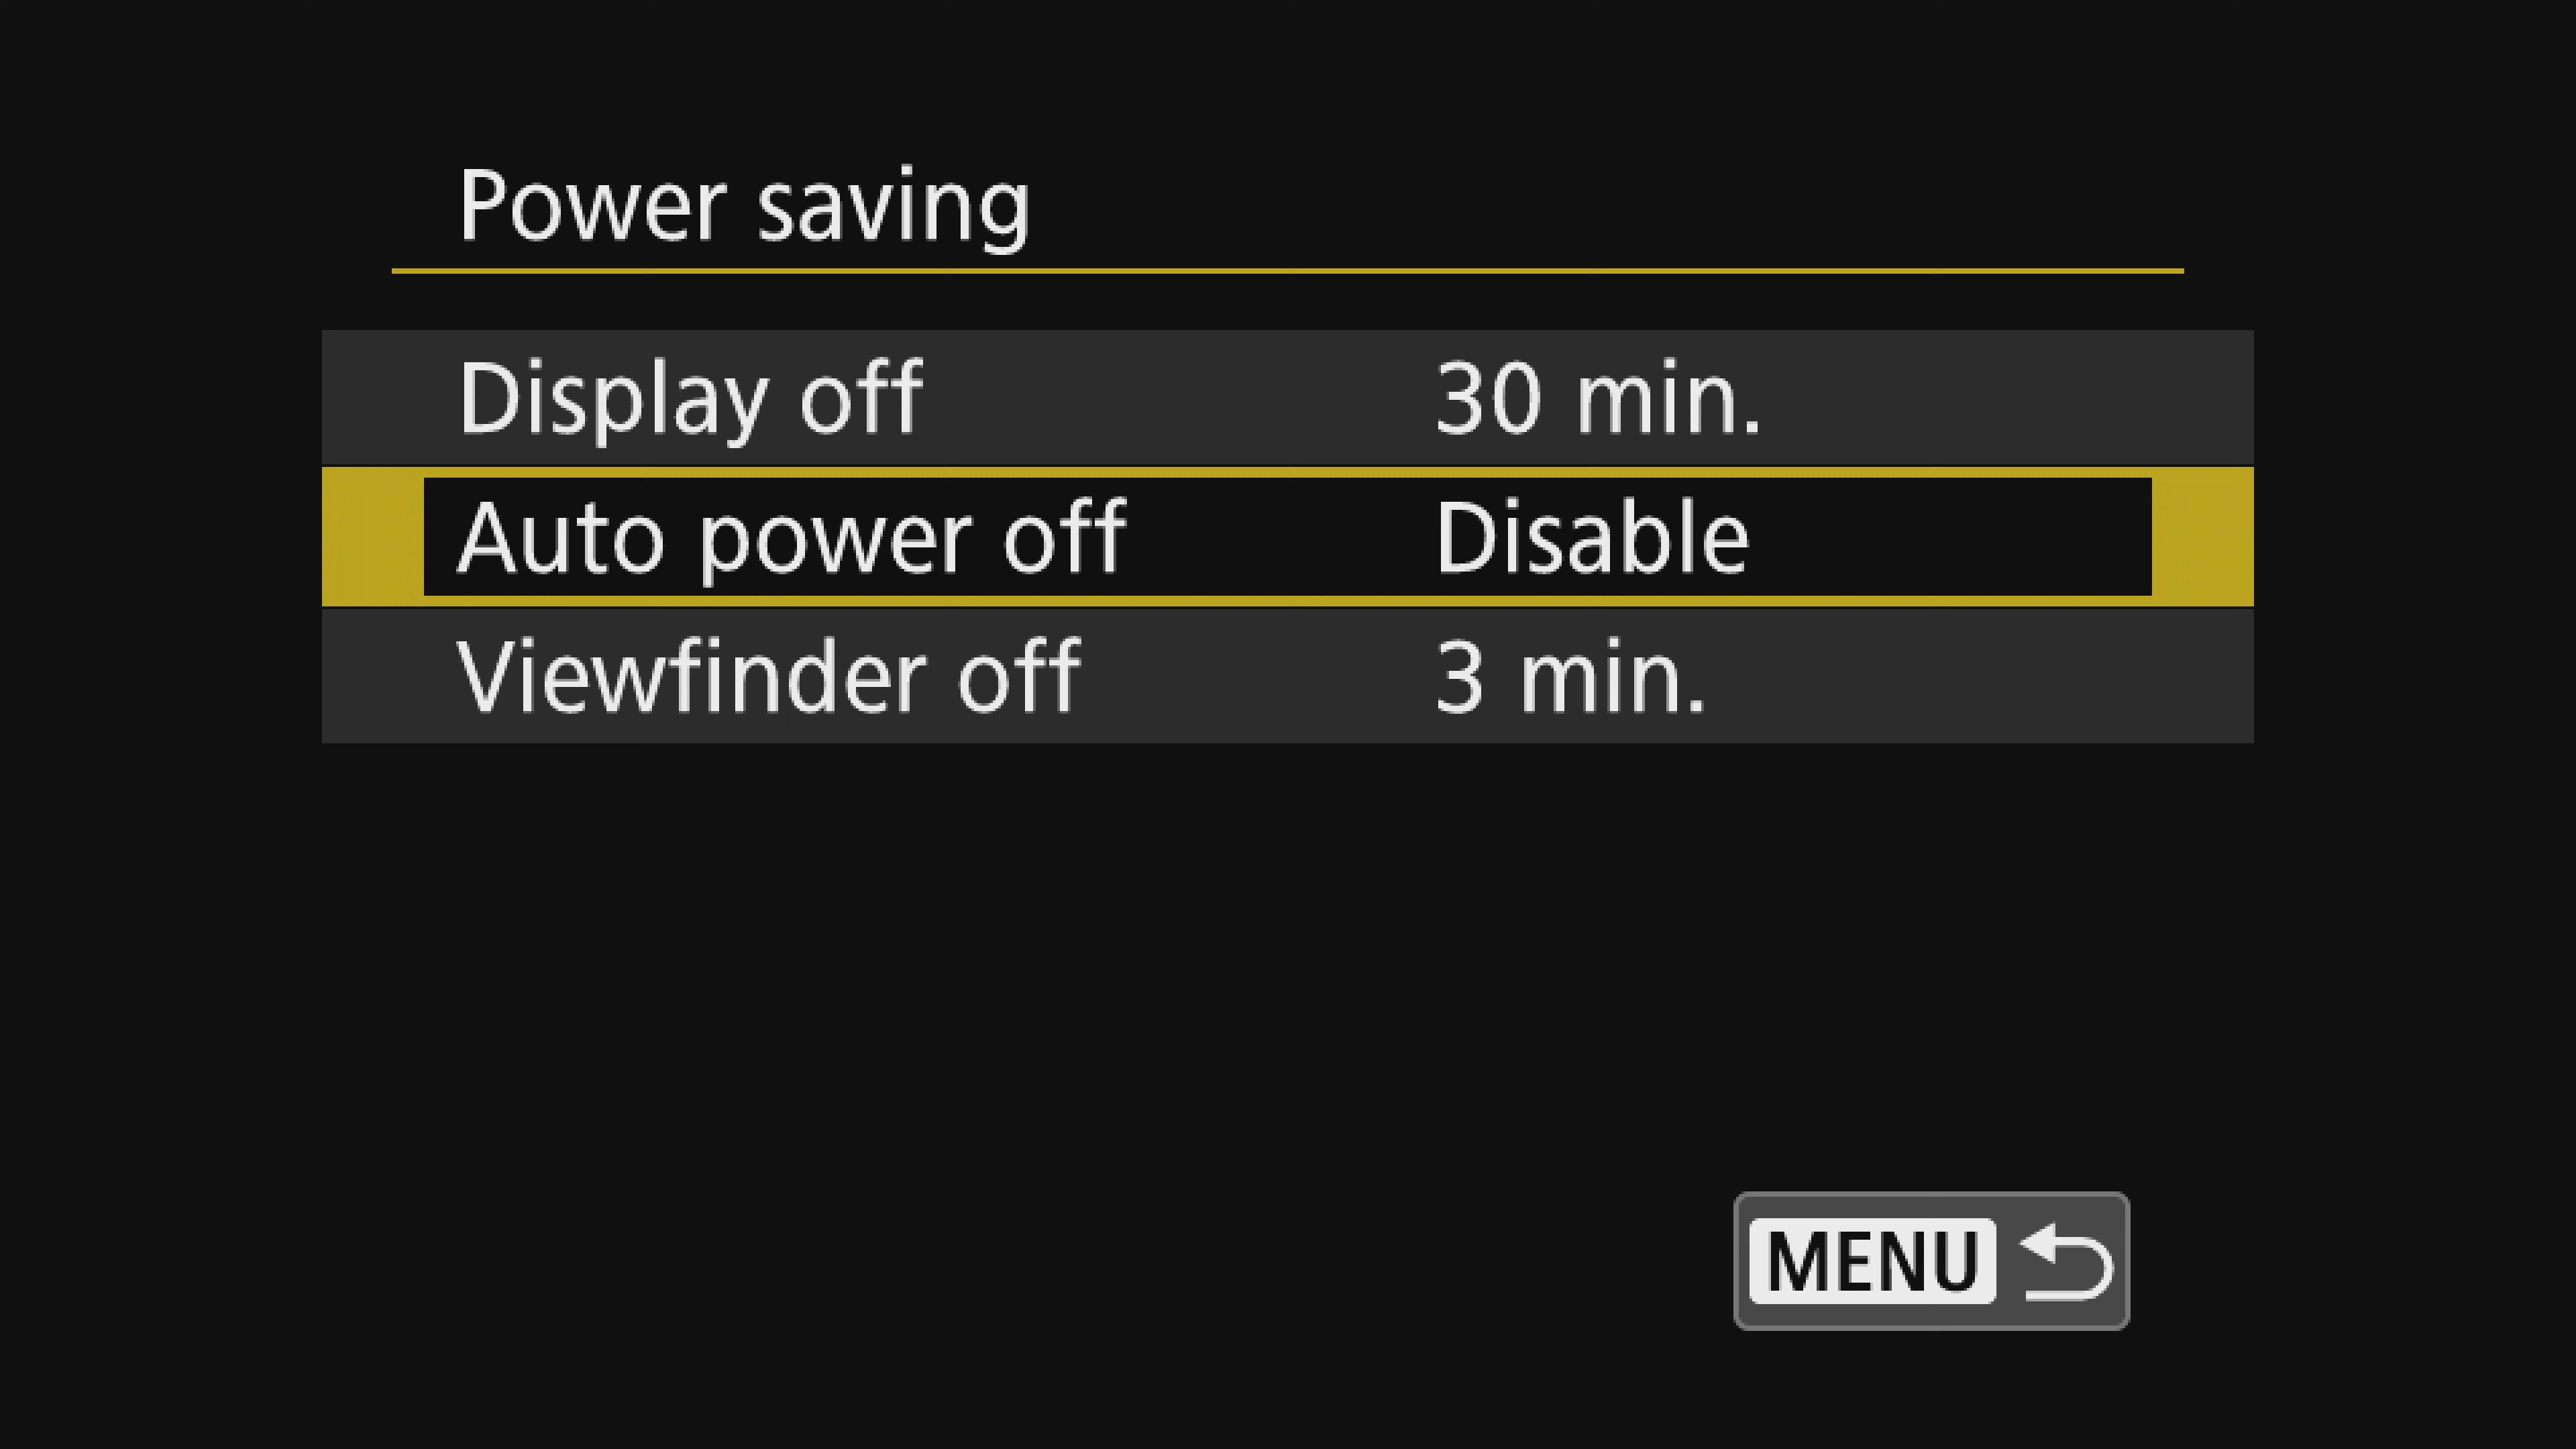 Power saving
Display off 30 min.
Auto power off Disable
Viewfinder off 3 min.
MENU